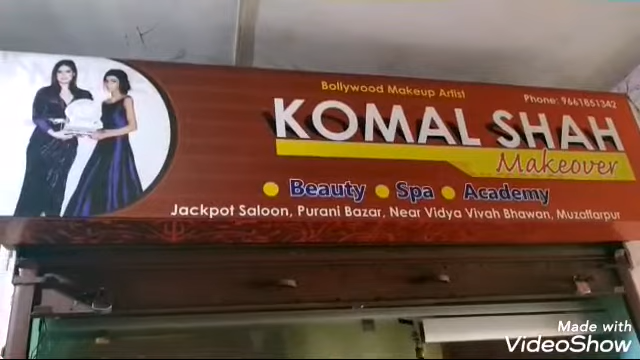 Bollywood Makeup Artist
Phone: 9661851342
KOMAL SHAH
Makeover
Beauty Spa Academy
Jackpot Saloon, Purani Bazar, Near Vidya Vivah Bhawan, Muzaffarpur
Made with
VideoShow